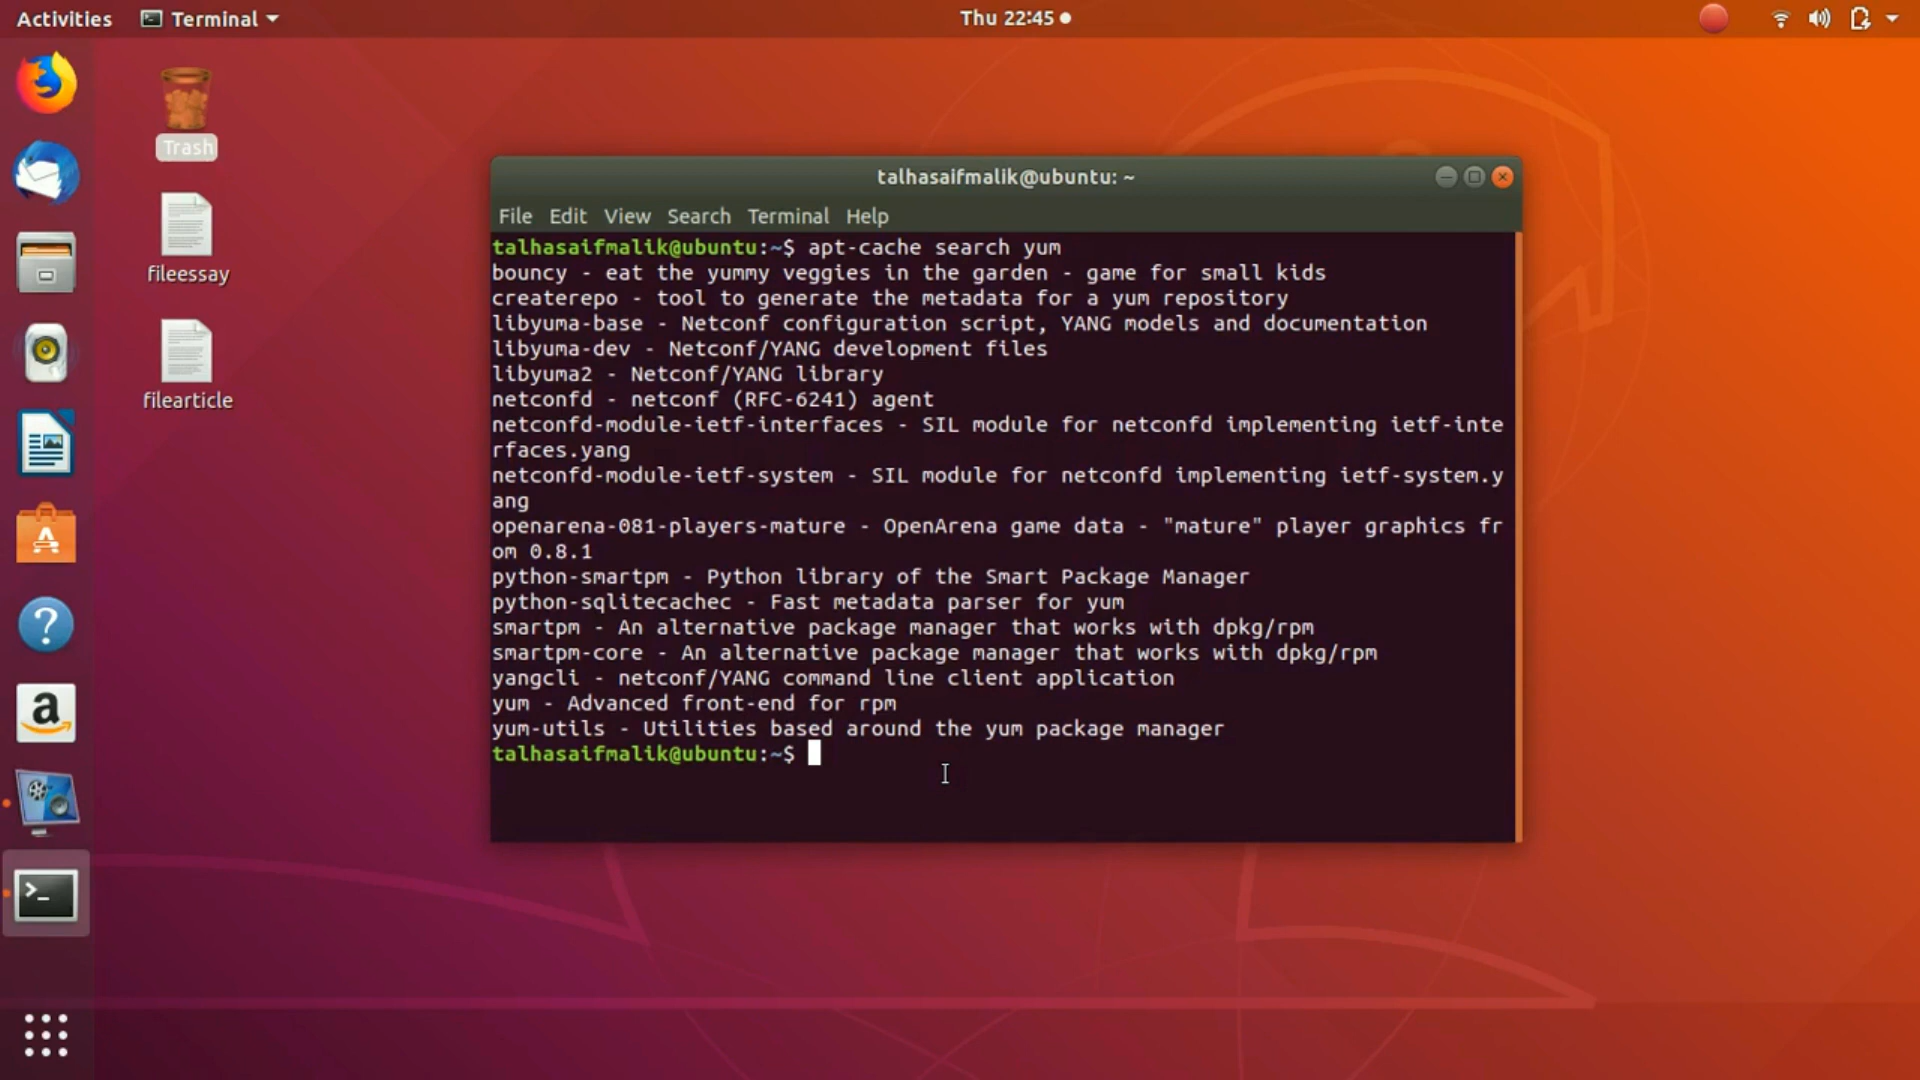 Activities
Terminal
Thu 22:45
Trash
fileessay
filearticle
talhasaifmalik@ubuntu: ~
File Edit View Search Terminal Help
talhasaifmalik@ubuntu:~$ apt-cache search yum
bouncy - eat the yummy veggies in the garden - game for small kids
createrepo - tool to generate the metadata for a yum repository
libyuma-base - Netconf configuration script, YANG models and documentation
libyuma-dev - Netconf/YANG development files
libyuma2 - Netconf/YANG library
netconfd - netconf (RFC-6241) agent
netconfd-module-ietf-interfaces - SIL module for netconfd implementing ietf-inte
rfaces.yang
netconfd-module-ietf-system - SIL module for netconfd implementing ietf-system.y
ang
openarena-081-players-mature - OpenArena game data - "mature" player graphics fr
om 0.8.1
python-smartpm - Python library of the Smart Package Manager
python-sqlitecachec - Fast metadata parser for yum
smartpm - An alternative package manager that works with dpkg/rpm
smartpm-core - An alternative package manager that works with dpkg/rpm
yangcli - netconf/YANG command line client application
yum - Advanced front-end for rpm
yum-utils - Utilities based around the yum package manager
talhasaifmalik@ubuntu:~$